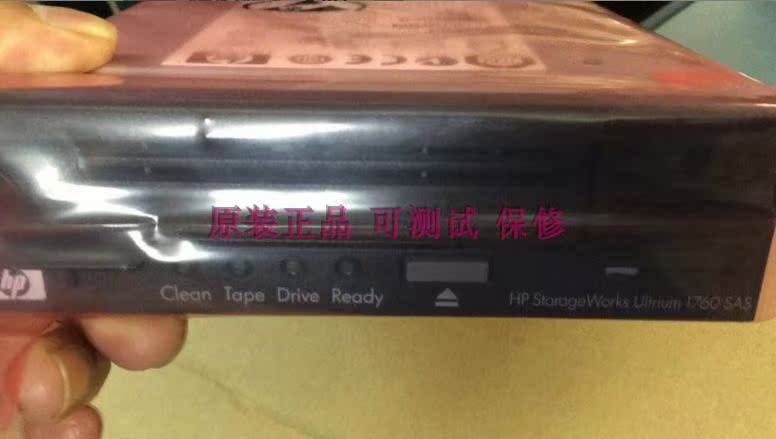 原装正品 可测试 保修
hp
Clean Tape Drive Ready
HP StorageWorks Ultrium 1760 SAS